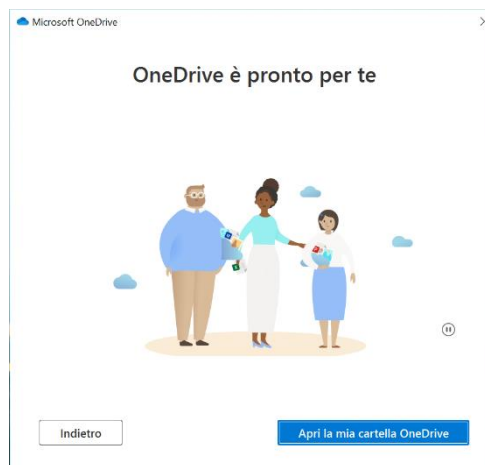 Microsoft OneDrive
OneDrive è pronto per te
Indietro
Apri la mia cartella OneDrive